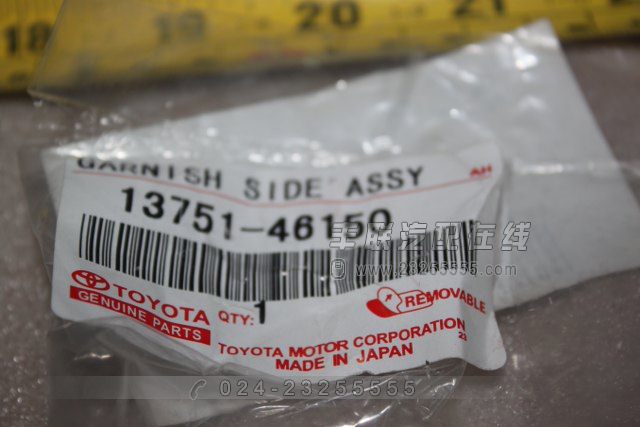 18 19 20 21
GARNISH SIDE ASSY
AH
13751-46150
丰联汽配在线
www.23255555.com
TOYOTA
GENUINE PARTS
QTY: 1
REMOVABLE
TOYOTA MOTOR CORPORATION
23
MADE IN JAPAN
024-23255555